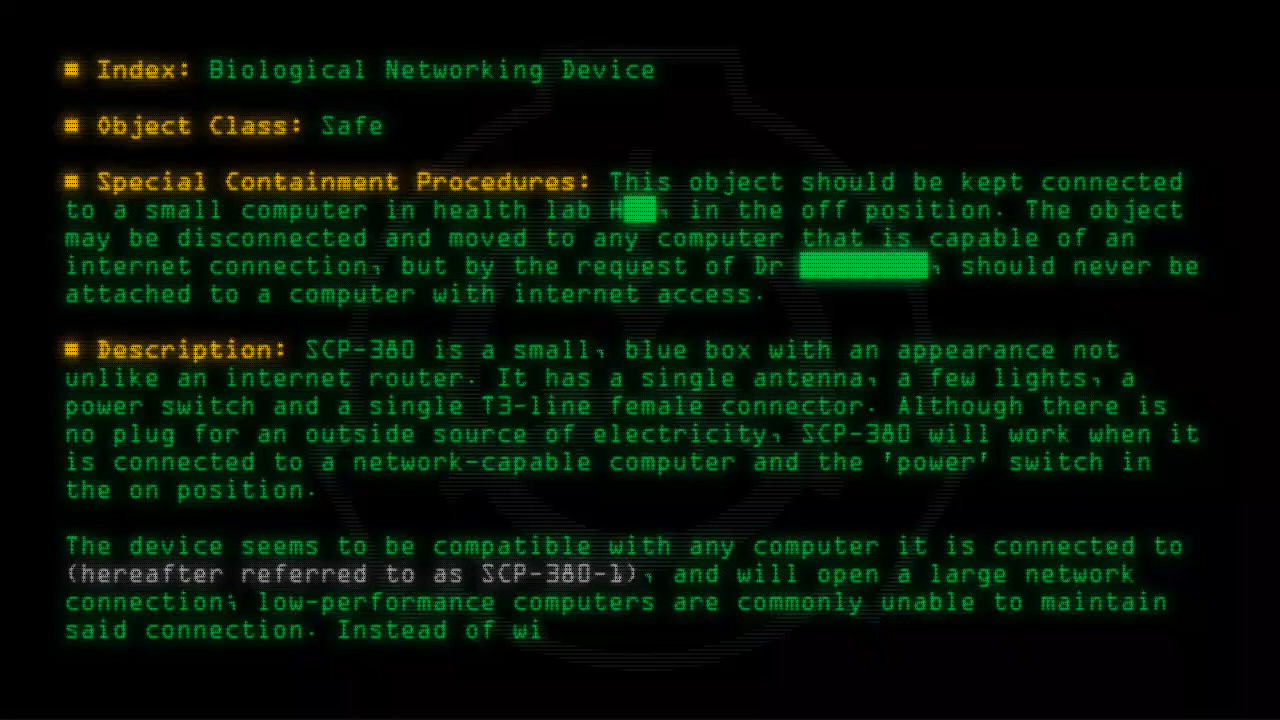 ■ Index: Biological Networking Device
■ Object Class: Safe
■ Special Containment Procedures: This object should be kept connected
to a small computer in health lab H██, in the off position. The object
may be disconnected and moved to any computer that is capable of an
internet connection, but by the request of Dr ████████, should never be
attached to a computer with internet access.
■ Description: SCP-380 is a small, blue box with an appearance not
unlike an internet router. It has a single antenna, a few lights, a
power switch and a single T3-line female connector. Although there is
no plug for an outside source of electricity, SCP-380 will work when it
is connected to a network-capable computer and the 'power' switch in
the on position.
The device seems to be compatible with any computer it is connected to
(hereafter referred to as SCP-380-1), and will open a large network
connection; low-performance computers are commonly unable to maintain
said connection. Instead of wi